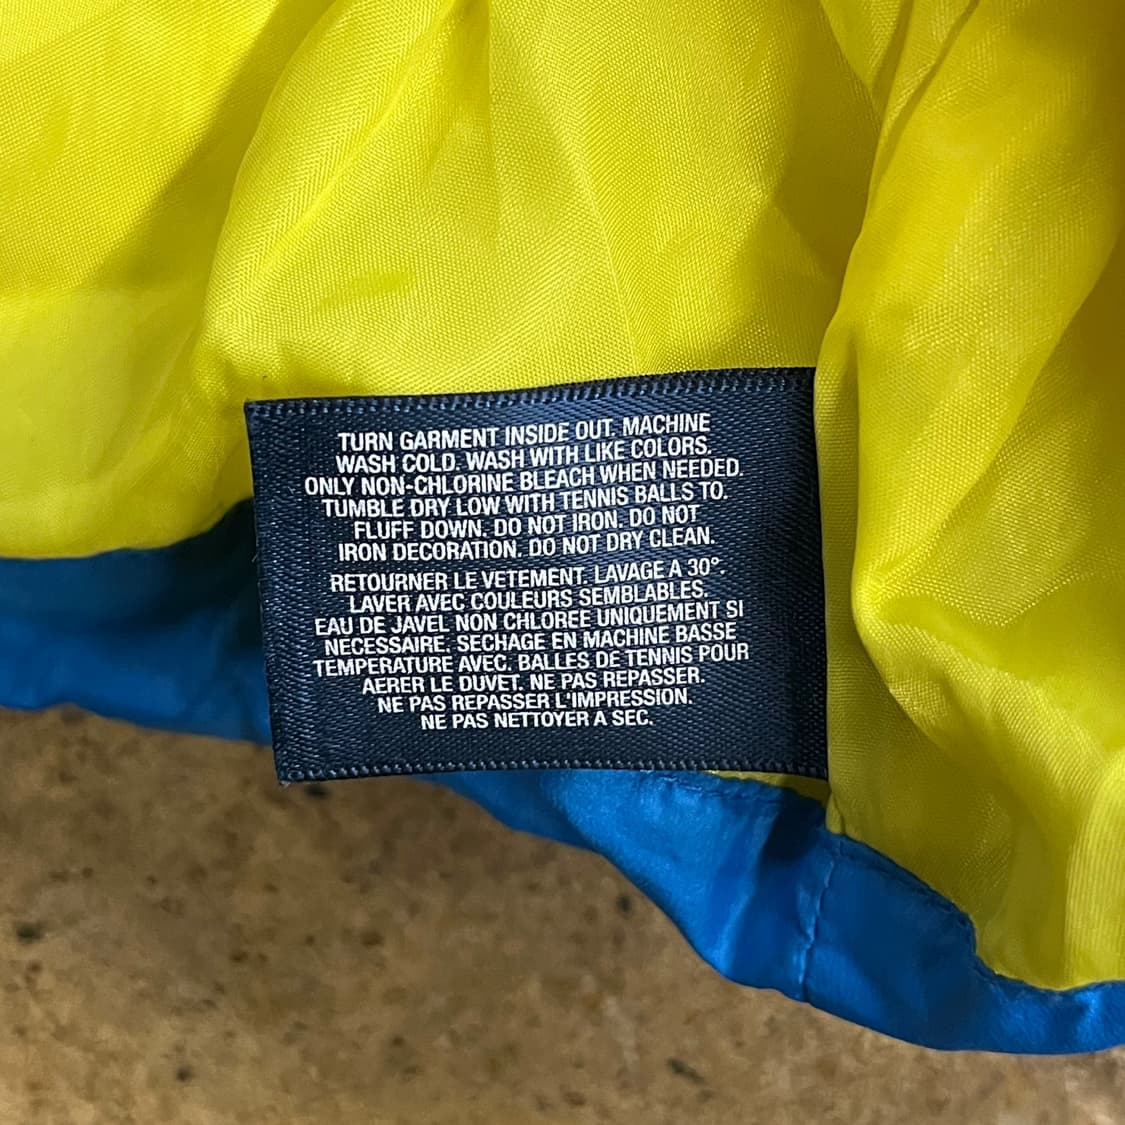 TURN GARMENT INSIDE OUT. MACHINE
WASH COLD. WASH WITH LIKE COLORS.
ONLY NON-CHLORINE BLEACH WHEN NEEDED.
TUMBLE DRY LOW WITH TENNIS BALLS TO.
FLUFF DOWN. DO NOT IRON. DO NOT
IRON DECORATION. DO NOT DRY CLEAN.
RETOURNER LE VETEMENT. LAVAGE A 30°.
LAVER AVEC COULEURS SEMBLABLES.
EAU DE JAVEL NON CHLOREE UNIQUEMENT SI
NECESSAIRE. SECHAGE EN MACHINE BASSE
TEMPERATURE AVEC. BALLES DE TENNIS POUR
AERER LE DUVET. NE PAS REPASSER.
NE PAS REPASSER L'IMPRESSION.
NE PAS NETTOYER A SEC.